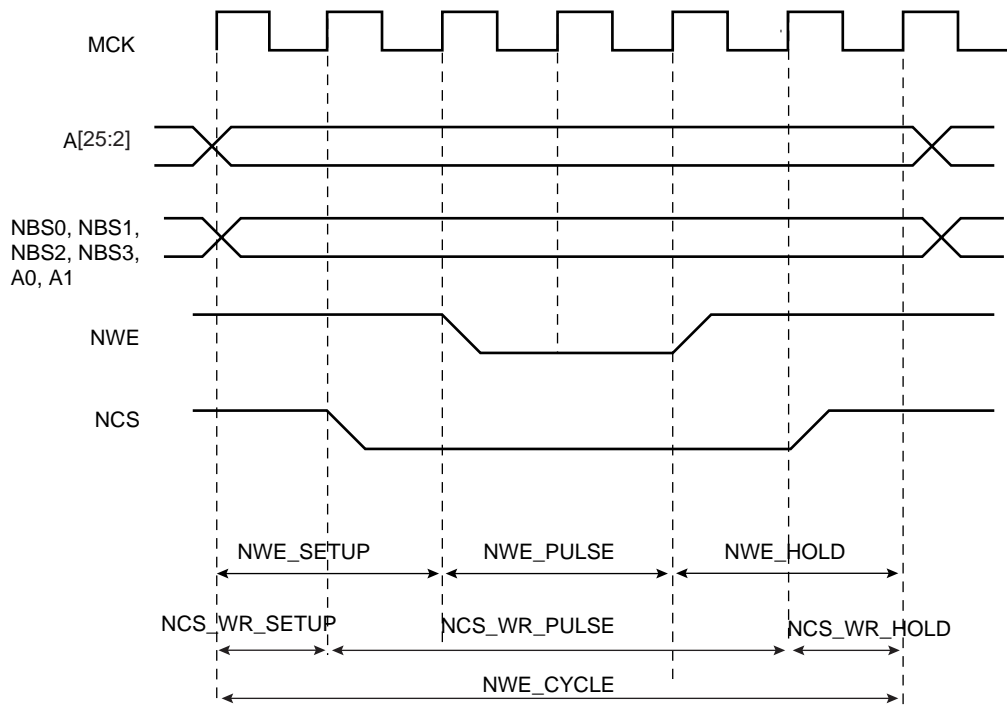 MCK
A[25:2]
NBS0, NBS1,
NBS2, NBS3,
A0, A1
NWE
NCS
NWE_SETUP
NWE_PULSE
NWE_HOLD
NCS_WR_SETUP
NCS_WR_PULSE
NCS_WR_HOLD
NWE_CYCLE